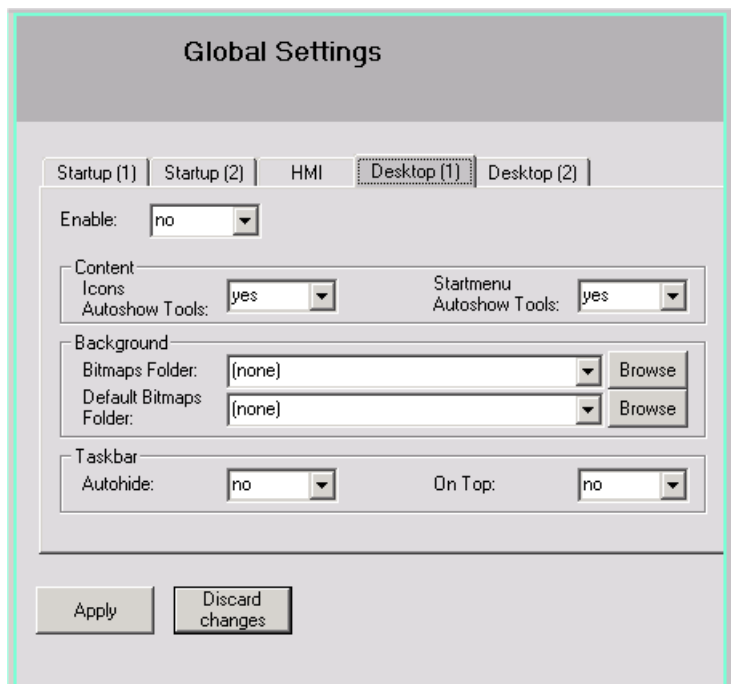 Global Settings
Startup (1) Startup (2) HMI Desktop (1) Desktop (2)
Enable: no
Content
Icons
Autoshow Tools: yes
Startmenu
Autoshow Tools: yes
Background
Bitmaps Folder: (none) Browse
Default Bitmaps
Folder: (none) Browse
Taskbar
Autohide: no On Top: no
Apply
Discard
changes